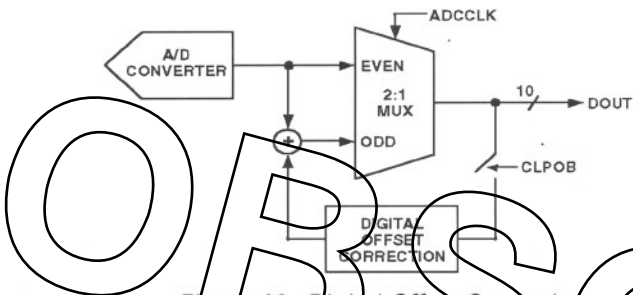 ADCCLK
A/D
CONVERTER
EVEN
2:1
MUX
10
DOUT
+
ODD
CLPOB
DIGITAL
OFFSET
CORRECTION